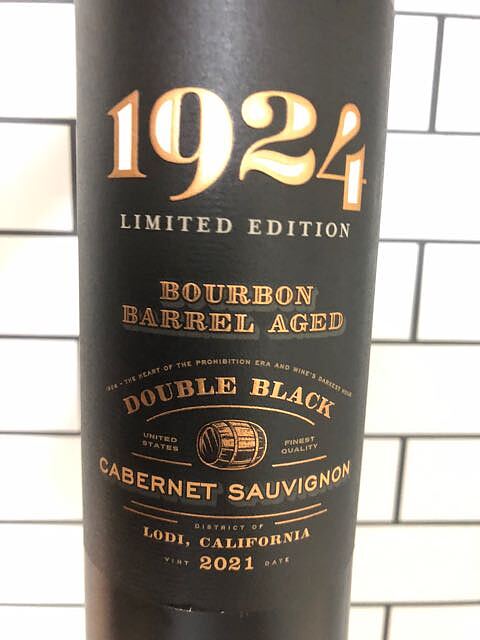 1924
LIMITED EDITION
BOURBON
BARREL AGED
1924 - THE HEART OF THE PROHIBITION ERA AND WINE'S DARKEST HOUR
DOUBLE BLACK
UNITED
STATES
FINEST
QUALITY
CABERNET SAUVIGNON
DISTRICT OF
LODI, CALIFORNIA
VINT 2021 DATE